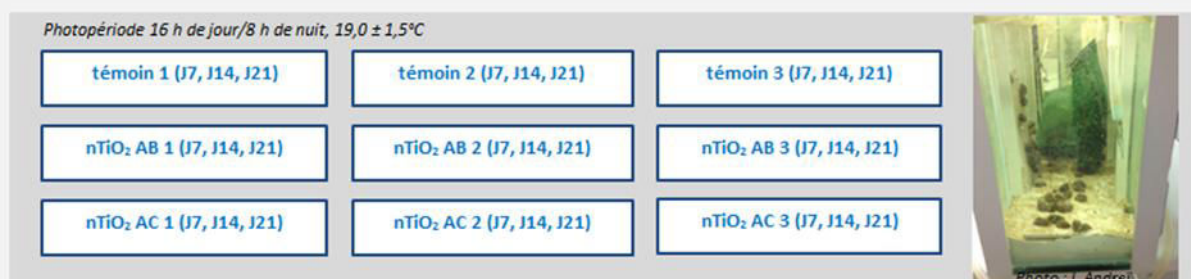 Photopériode 16 h de jour/8 h de nuit, 19,0 ± 1,5°C
témoin 1 (J7, J14, J21)
témoin 2 (J7, J14, J21)
témoin 3 (J7, J14, J21)
nTiO₂ AB 1 (J7, J14, J21)
nTiO₂ AB 2 (J7, J14, J21)
nTiO₂ AB 3 (J7, J14, J21)
nTiO₂ AC 1 (J7, J14, J21)
nTiO₂ AC 2 (J7, J14, J21)
nTiO₂ AC 3 (J7, J14, J21)
Photo : J. Andrei